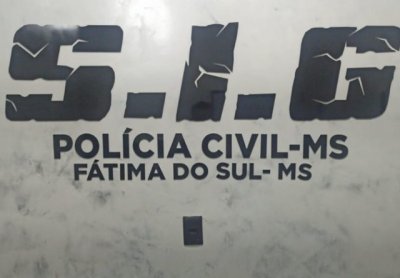 S.I.G
POLÍCIA CIVIL-MS
FÁTIMA DO SUL- MS